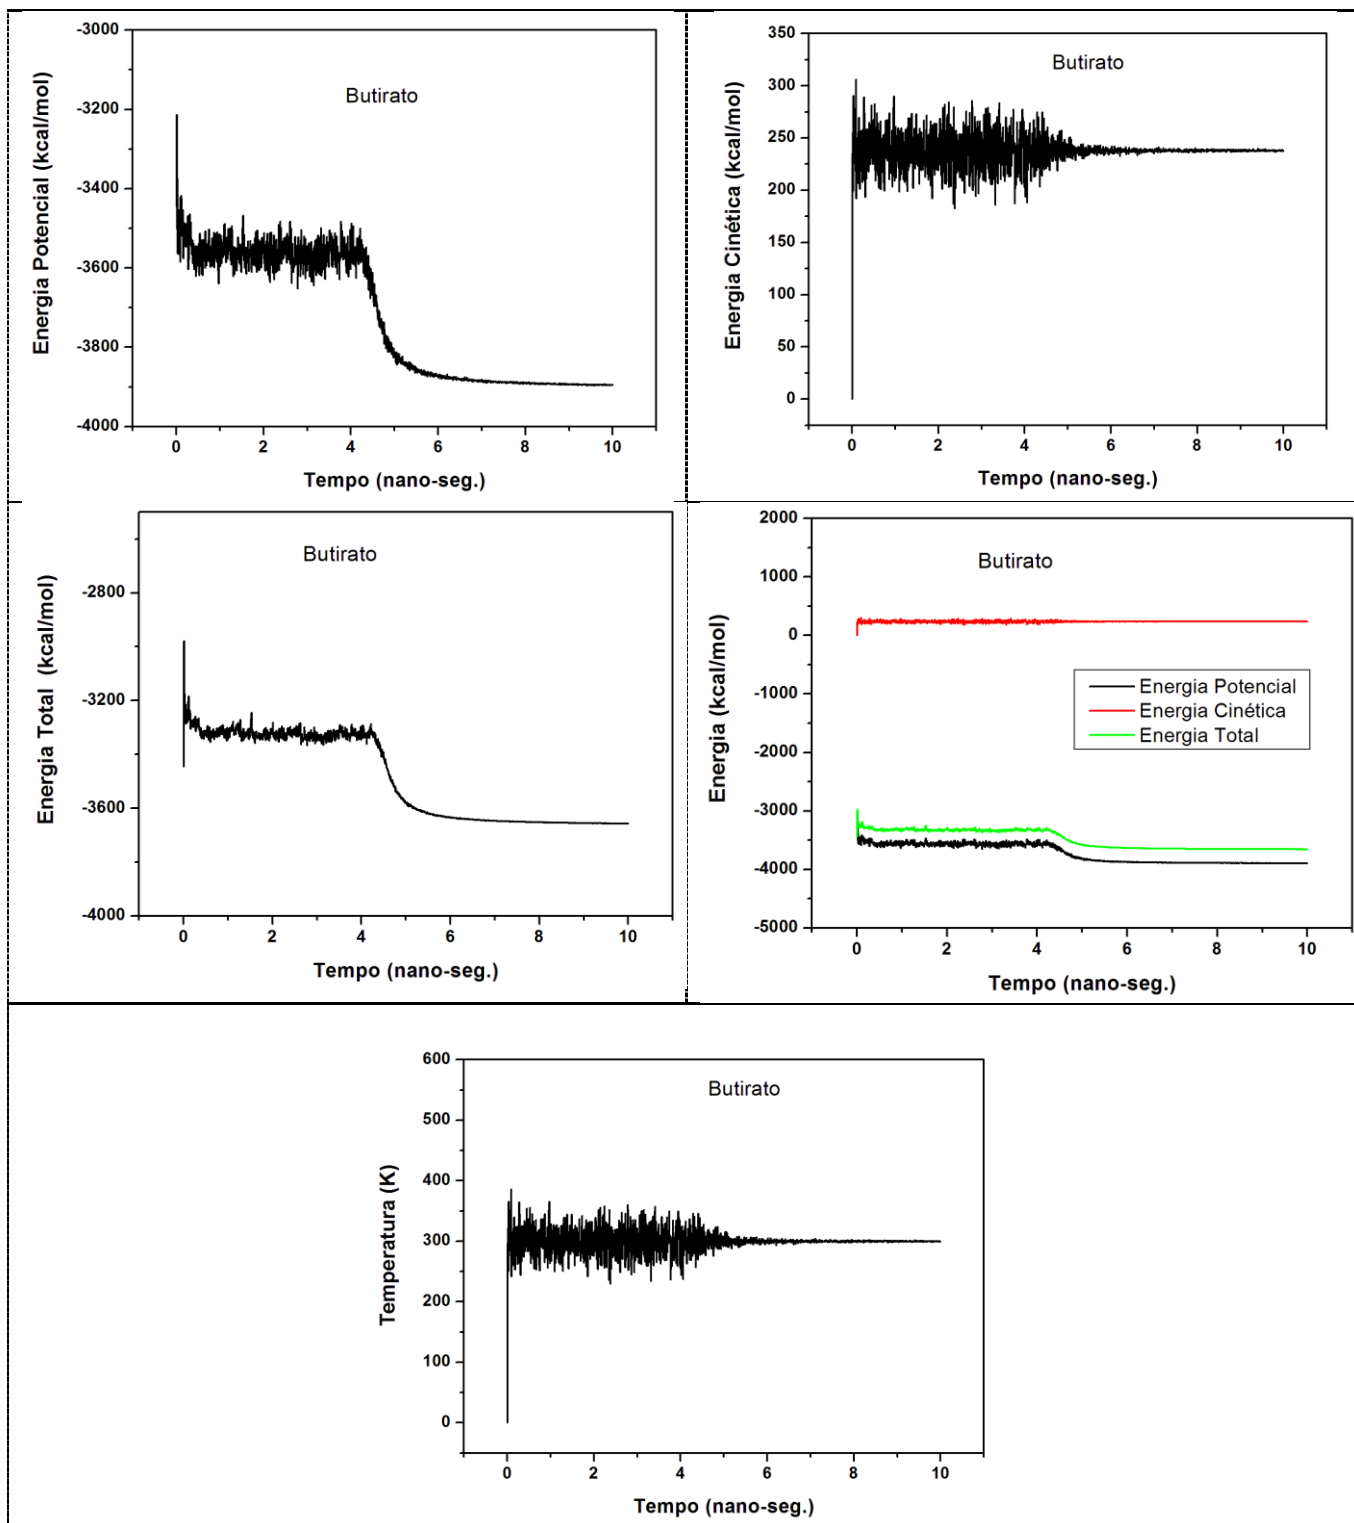 Butirato
Energia Potencial (kcal/mol)
-3000
-3200
-3400
-3600
-3800
-4000
0 2 4 6 8 10
Tempo (nano-seg.)
Butirato
Energia Cinética (kcal/mol)
350
300
250
200
150
100
50
0
0 2 4 6 8 10
Tempo (nano-seg.)
Butirato
Energia Total (kcal/mol)
-2800
-3200
-3600
-4000
0 2 4 6 8 10
Tempo (nano-seg.)
Butirato
Energia (kcal/mol)
2000
1000
0
-1000
-2000
-3000
-4000
-5000
Energia Potencial
Energia Cinética
Energia Total
0 2 4 6 8 10
Tempo (nano-seg.)
Butirato
Temperatura (K)
600
500
400
300
200
100
0
0 2 4 6 8 10
Tempo (nano-seg.)